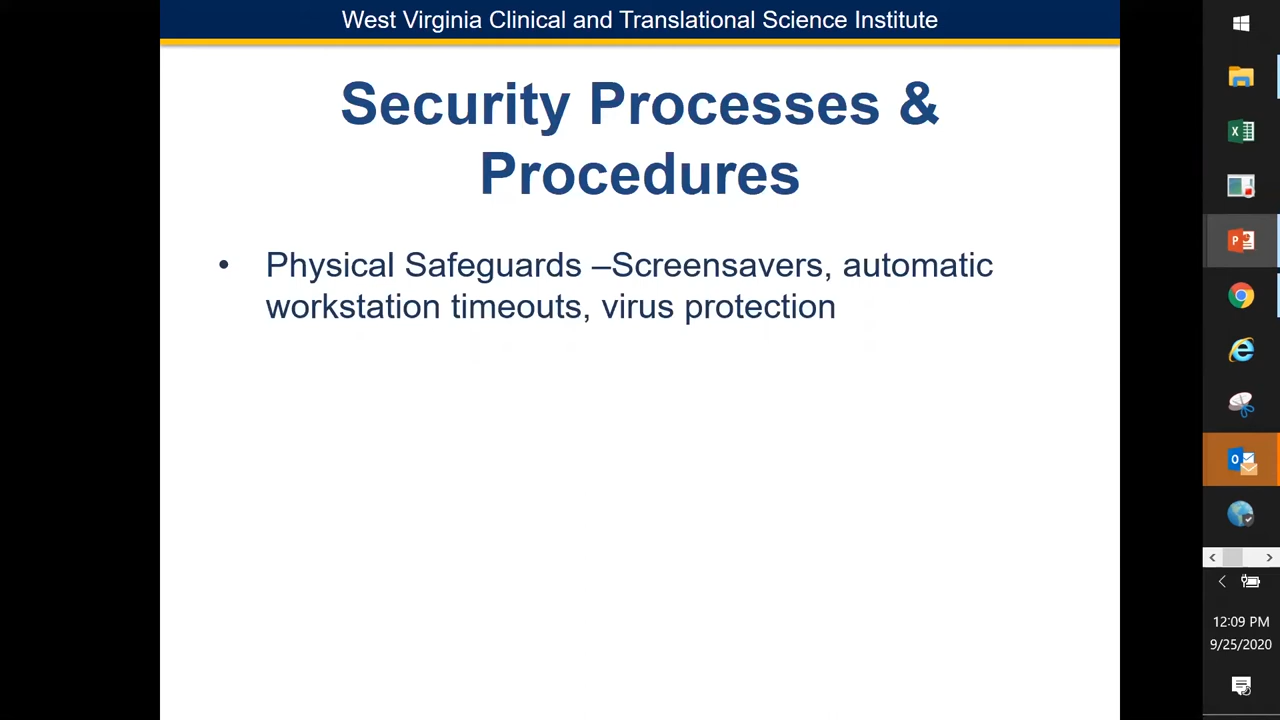 West Virginia Clinical and Translational Science Institute
Security Processes &
Procedures
• Physical Safeguards –Screensavers, automatic
workstation timeouts, virus protection
12:09 PM
9/25/2020